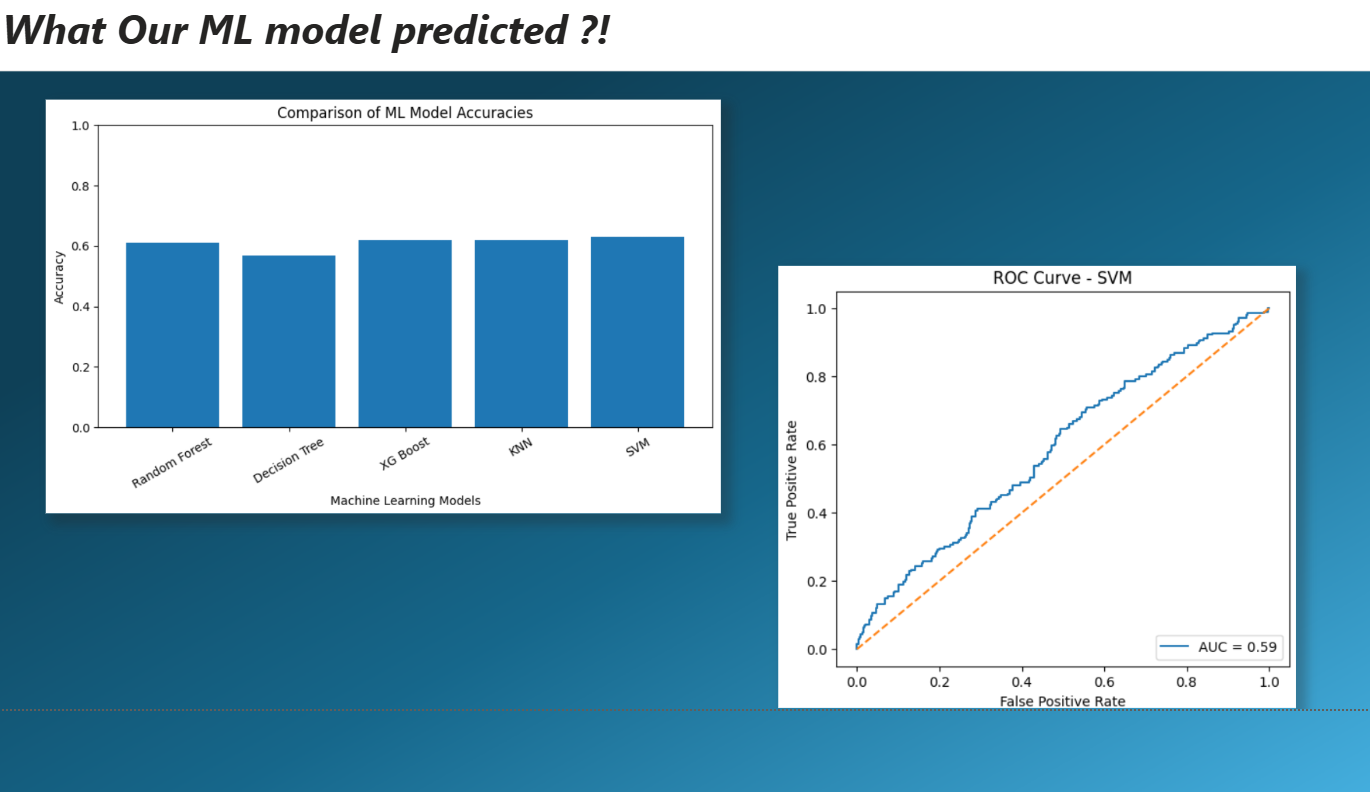 What Our ML model predicted ?!
Comparison of ML Model Accuracies
1.0
0.8
0.6
0.4
0.2
0.0
Accuracy
Random Forest
Decision Tree
XG Boost
KNN
SVM
Machine Learning Models
ROC Curve - SVM
1.0
0.8
0.6
0.4
0.2
0.0
True Positive Rate
AUC = 0.59
0.0 0.2 0.4 0.6 0.8 1.0
False Positive Rate